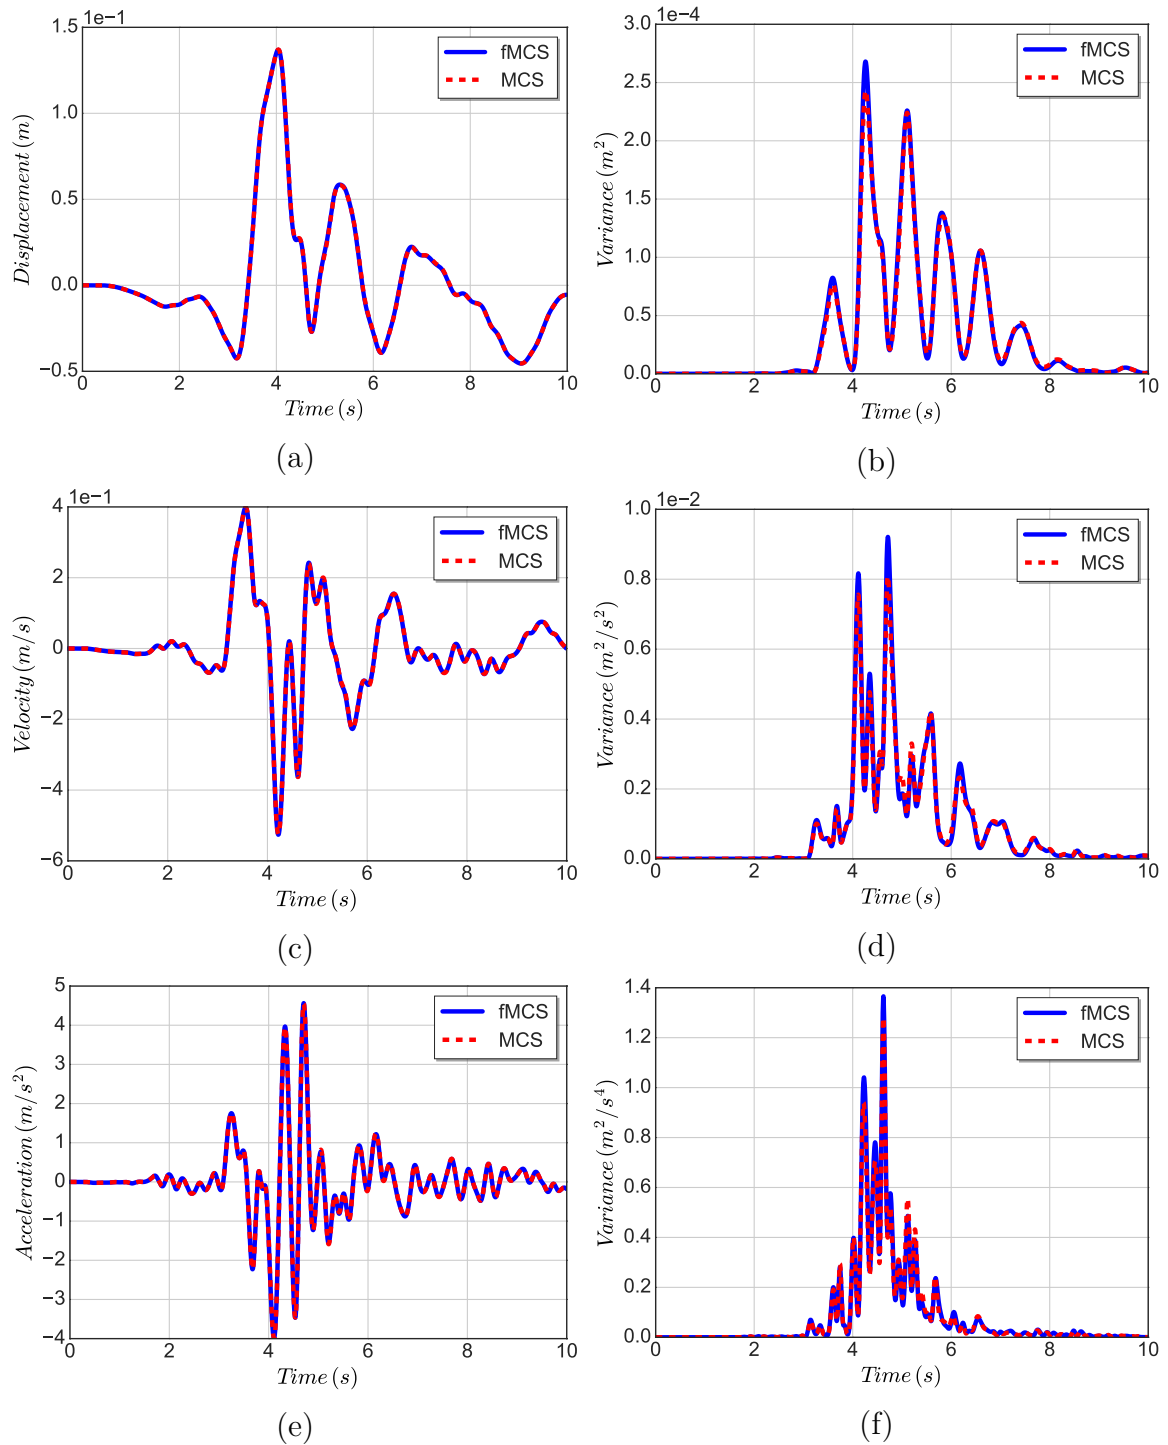 1e−1
1.5
1.0
0.5
0.0
−0.5
0 2 4 6 8 10
Displacement (m)
Time (s)
fMCS
MCS
(a)
1e−4
3.0
2.5
2.0
1.5
1.0
0.5
0.0
0 2 4 6 8 10
Variance (m²)
Time (s)
fMCS
MCS
(b)
1e−1
4
2
0
−2
−4
−6
0 2 4 6 8 10
Velocity (m/s)
Time (s)
fMCS
MCS
(c)
1e−2
1.0
0.8
0.6
0.4
0.2
0.0
0 2 4 6 8 10
Variance (m²/s²)
Time (s)
fMCS
MCS
(d)
5
4
3
2
1
0
−1
−2
−3
−4
0 2 4 6 8 10
Acceleration (m/s²)
Time (s)
fMCS
MCS
(e)
1.4
1.2
1.0
0.8
0.6
0.4
0.2
0.0
0 2 4 6 8 10
Variance (m²/s⁴)
Time (s)
fMCS
MCS
(f)